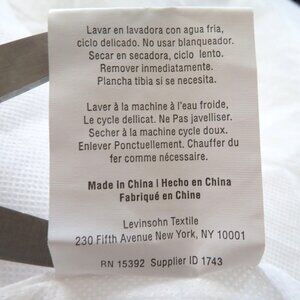 Lavar en lavadora con agua fria,
ciclo delicado. No usar blanqueador.
Secar en secadora, ciclo lento.
Remover inmediatamente.
Plancha tibia si se necesita.
Laver à la machine à l'eau froide,
Le cycle dellicat. Ne Pas javelliser.
Secher à la machine cycle doux.
Enlever Ponctuellement. Chauffer du
fer comme nécessaire.
Made in China I Hecho en China
Fabriqué en China
Levinsohn Textile
230 Fifth Avenue New York, NY 10001
RN 15392 Supplier ID 1743